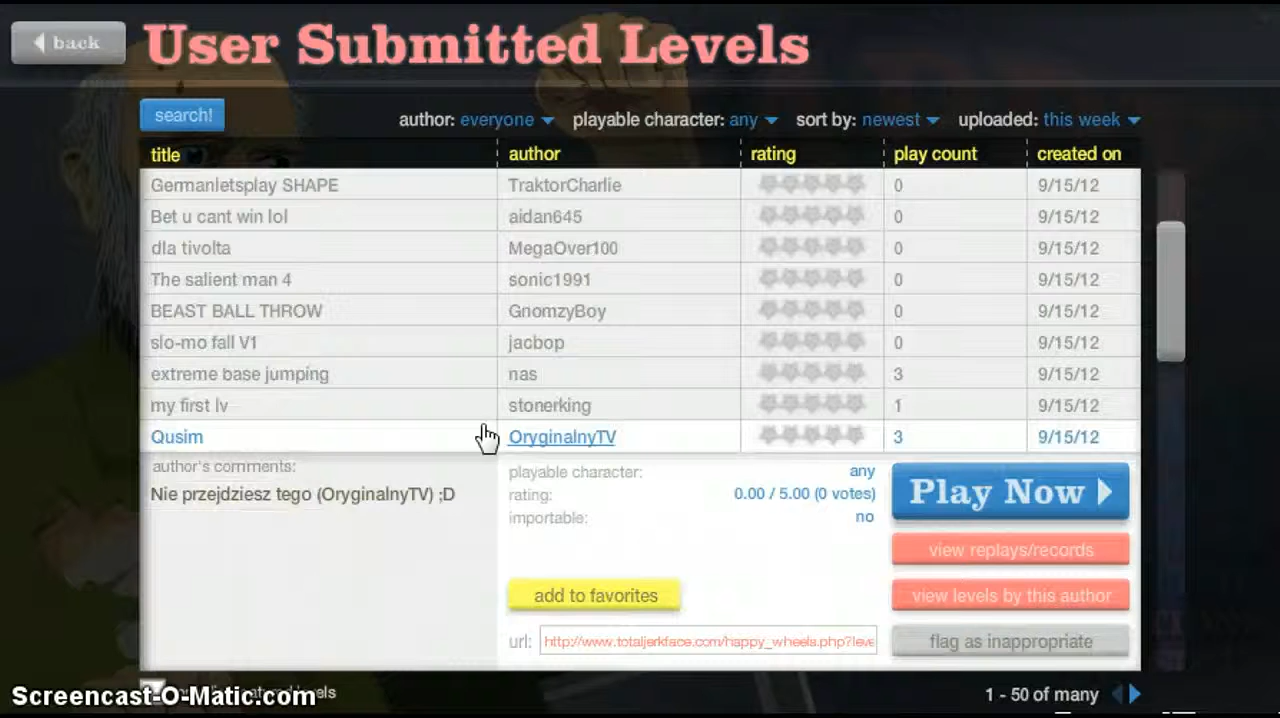 back
User Submitted Levels
search!
author: everyone playable character: any sort by: newest uploaded: this week
title author rating play count created on
Germanletsplay SHAPE TraktorCharlie 0 9/15/12
Bet u cant win lol aidan645 0 9/15/12
dla tivolta MegaOver100 0 9/15/12
The salient man 4 sonic1991 0 9/15/12
BEAST BALL THROW GnomzyBoy 0 9/15/12
slo-mo fall V1 jacbop 0 9/15/12
extreme base jumping nas 3 9/15/12
my first lv stonerking 1 9/15/12
Qusim OryginalnyTV 3 9/15/12
author's comments:
Nie przejdziesz tego (OryginalnyTV) ;D
playable character: any
rating: 0.00 / 5.00 (0 votes)
importable: no
Play Now
view replays/records
add to favorites
view levels by this author
url: http://www.totaljerkface.com/happy_wheels.php?leve
flag as inappropriate
Screencast-O-Matic.com
levels
1 - 50 of many